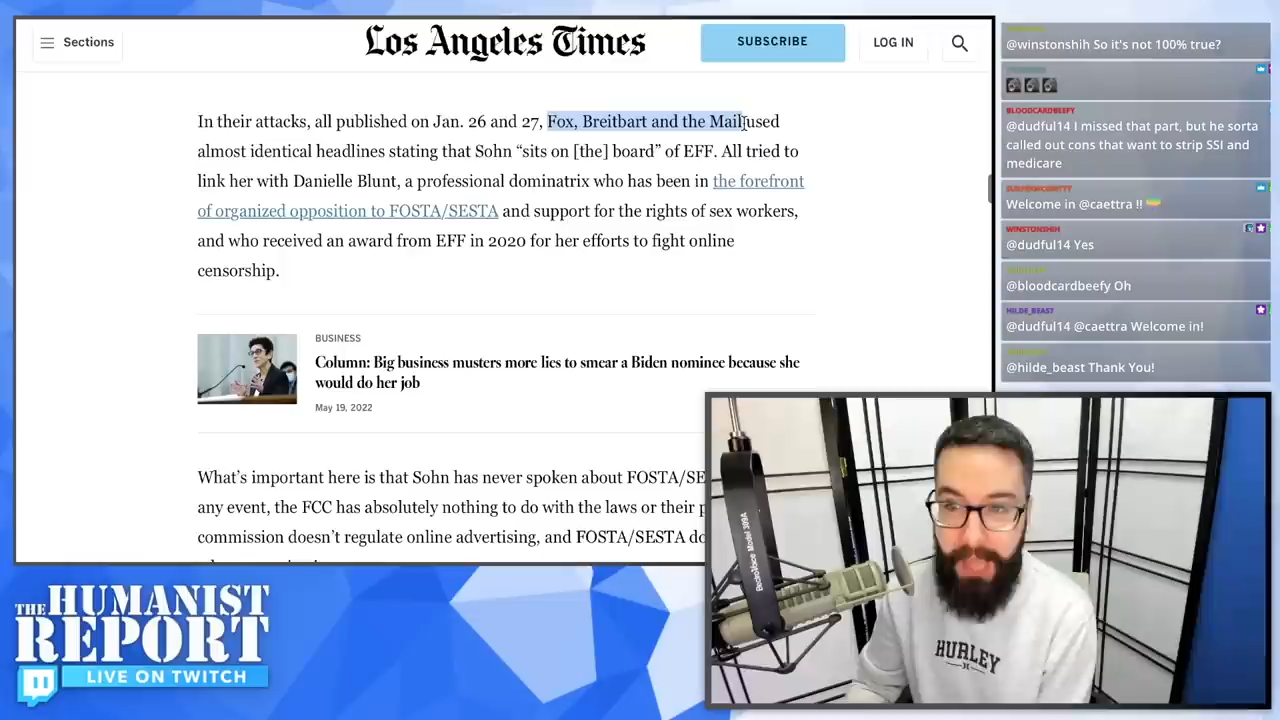 Sections
Los Angeles Times
SUBSCRIBE
LOG IN
In their attacks, all published on Jan. 26 and 27, Fox, Breitbart and the Mail used
almost identical headlines stating that Sohn “sits on [the] board” of EFF. All tried to
link her with Danielle Blunt, a professional dominatrix who has been in the forefront
of organized opposition to FOSTA/SESTA and support for the rights of sex workers,
and who received an award from EFF in 2020 for her efforts to fight online
censorship.
BUSINESS
Column: Big business musters more lies to smear a Biden nominee because she
would do her job
May 19, 2022
What’s important here is that Sohn has never spoken about FOSTA/SE
any event, the FCC has absolutely nothing to do with the laws or their p
commission doesn’t regulate online advertising, and FOSTA/SESTA do
@winstonshih So it's not 100% true?
BLOODCARDBEEFY
@dudful14 I missed that part, but he sorta
called out cons that want to strip SSI and
medicare
Welcome in @caettra !!
WINSTONSHIH
@dudful14 Yes
@bloodcardbeefy Oh
HILDE_BEAST
@dudful14 @caettra Welcome in!
@hilde_beast Thank You!
ElectroVoice Model 309A
HURLEY
THE HUMANIST
REPORT
LIVE ON TWITCH